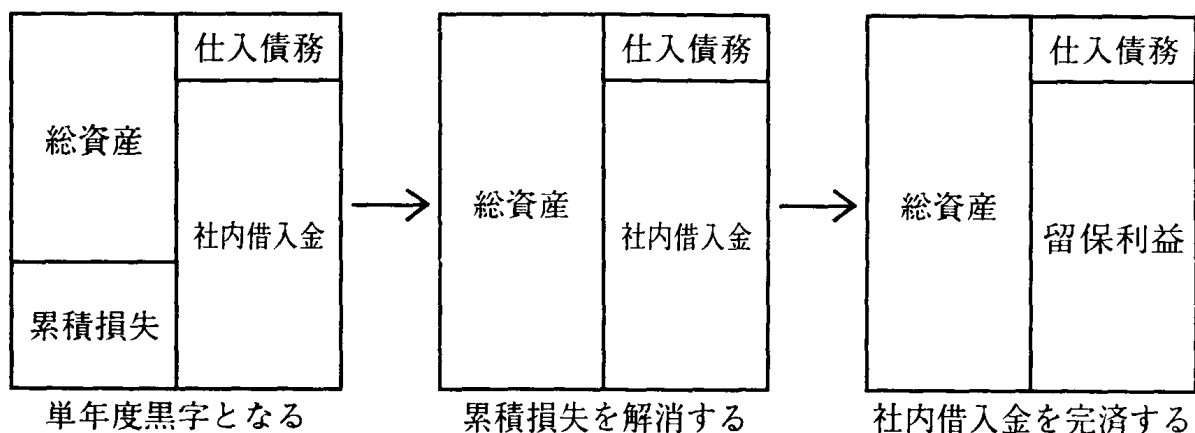 総資産
仕入債務
社内借入金
累積損失
単年度黒字となる
総資産
仕入債務
社内借入金
累積損失を解消する
総資産
仕入債務
留保利益
社内借入金を完済する